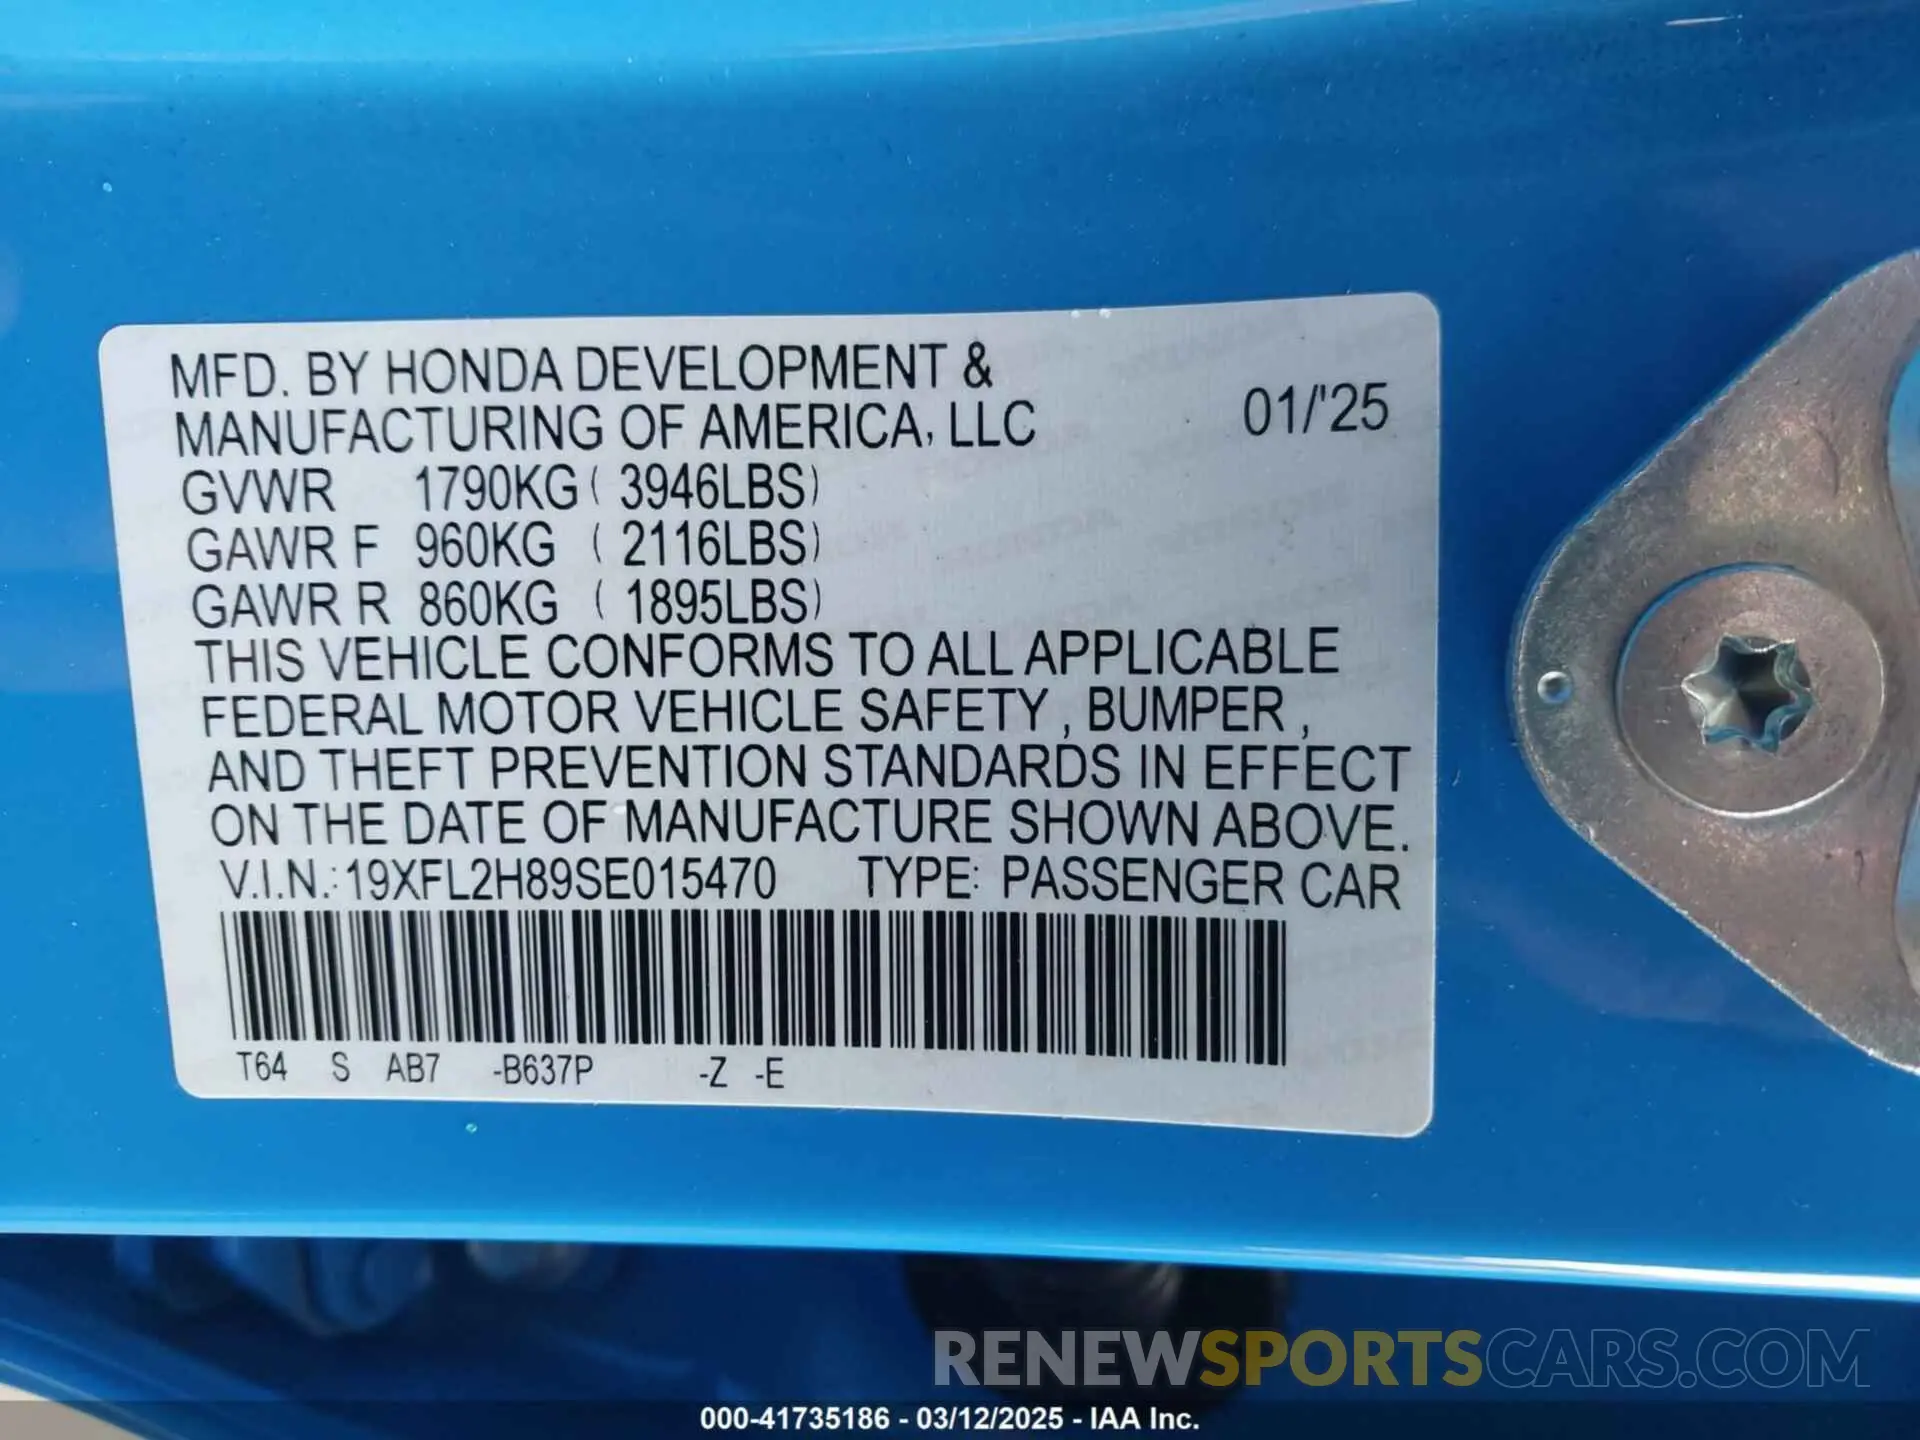 MFD. BY HONDA DEVELOPMENT &
MANUFACTURING OF AMERICA, LLC 01/'25
GVWR 1790KG ( 3946LBS)
GAWR F 960KG ( 2116LBS)
GAWR R 860KG ( 1895LBS)
THIS VEHICLE CONFORMS TO ALL APPLICABLE
FEDERAL MOTOR VEHICLE SAFETY , BUMPER ,
AND THEFT PREVENTION STANDARDS IN EFFECT
ON THE DATE OF MANUFACTURE SHOWN ABOVE.
V.I.N.: 19XFL2H89SE015470 TYPE: PASSENGER CAR
T64 S AB7 -B637P -Z -E
RENEWSPORTSCARS.COM
000-41735186 - 03/12/2025 - IAA Inc.